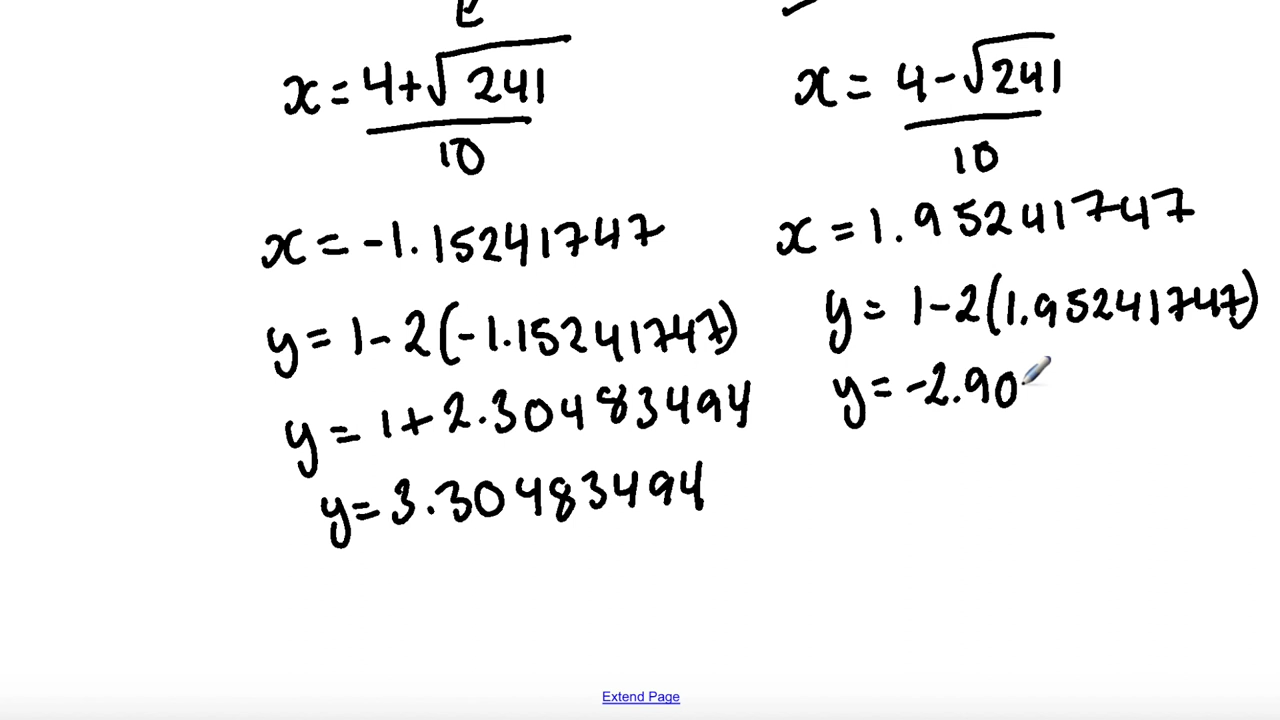 x = 4+√241
10
x = -1.15241747
y = 1-2(-1.15241747)
y = 1+2.30483494
y = 3.30483494
x = 4-√241
10
x = 1.95241747
y = 1-2(1.95241747)
y = -2.90
Extend Page